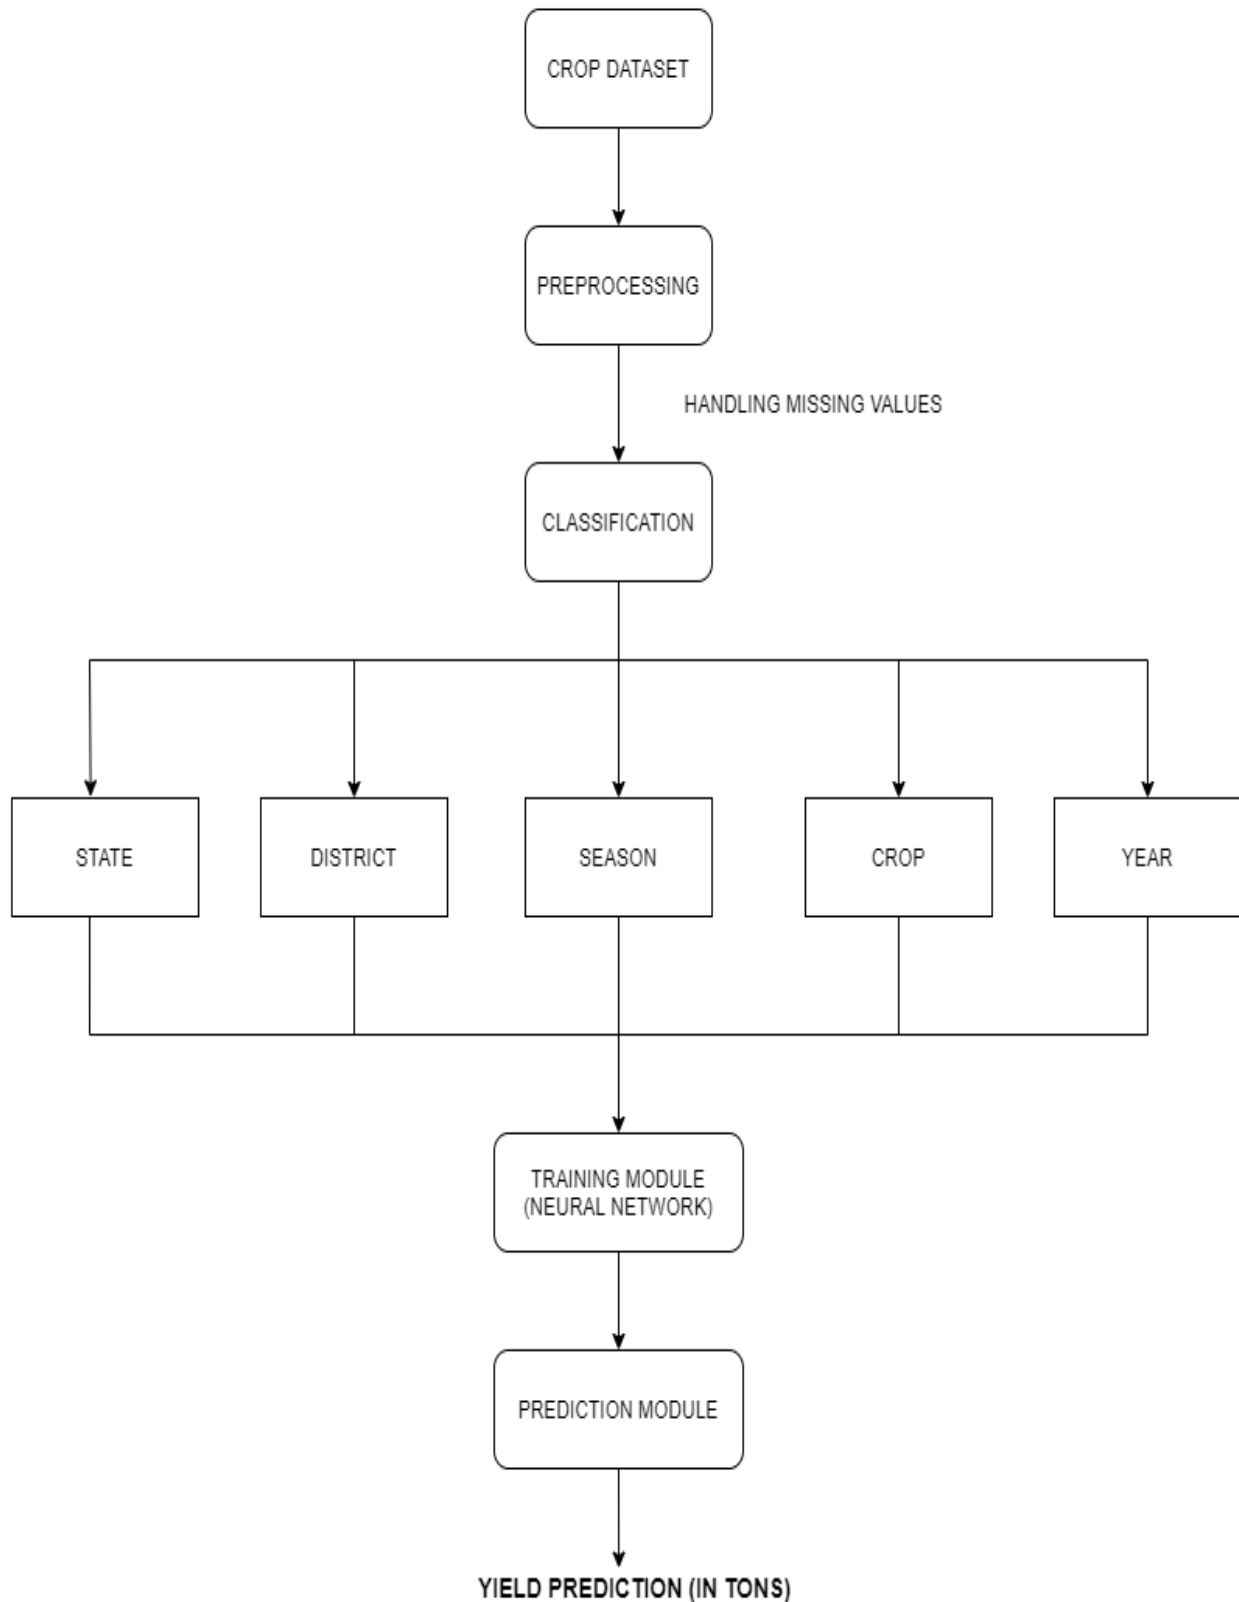 CROP DATASET
PREPROCESSING
HANDLING MISSING VALUES
CLASSIFICATION
STATE
DISTRICT
SEASON
CROP
YEAR
TRAINING MODULE
(NEURAL NETWORK)
PREDICTION MODULE
YIELD PREDICTION (IN TONS)